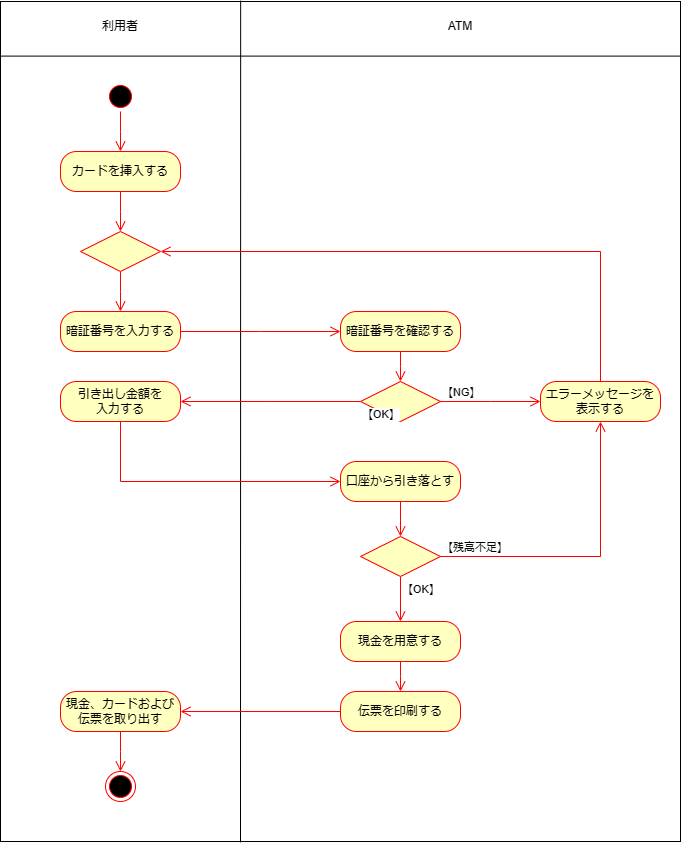 利用者
ATM
カードを挿入する
暗証番号を入力する
暗証番号を確認する
引き出し金額を
入力する
【OK】
【NG】
エラーメッセージを
表示する
口座から引き落とす
【残高不足】
【OK】
現金を用意する
現金、カードおよび
伝票を取り出す
伝票を印刷する